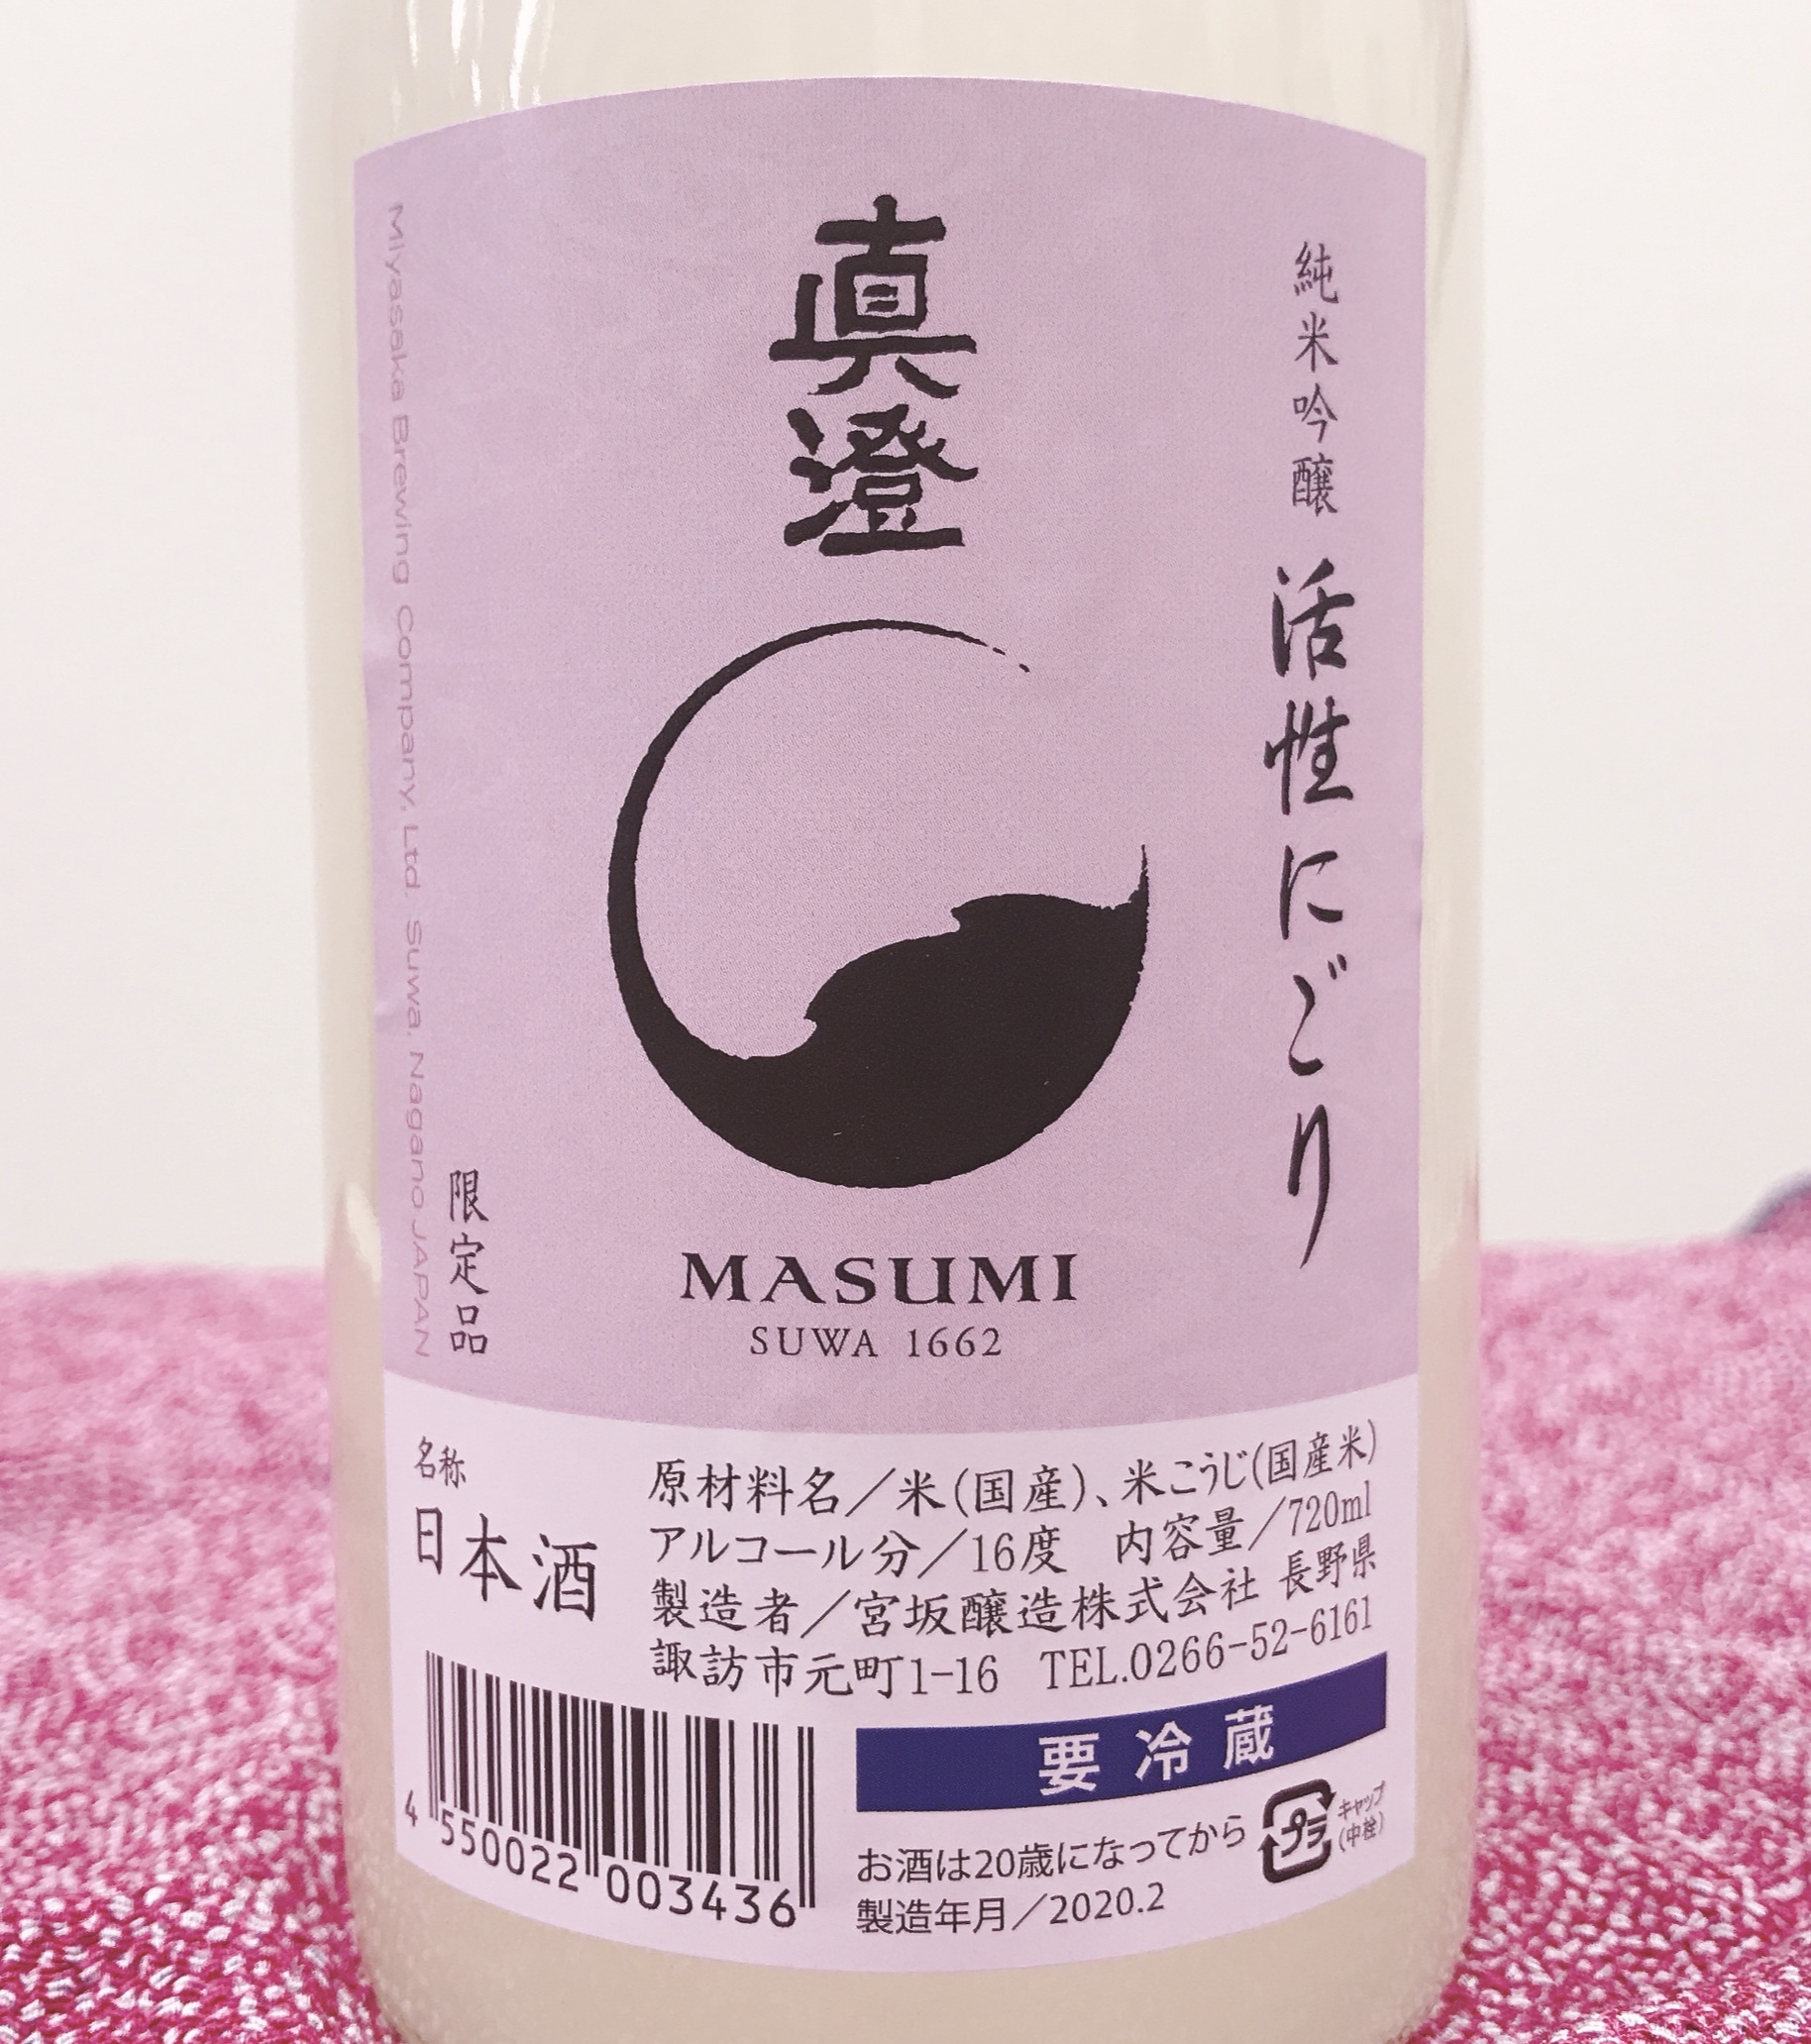 真澄
純米吟醸 活性にごり
MASUMI
SUWA 1662
限定品
Miyasaka Brewing Company, Ltd. Suwa, Nagano JAPAN
名称
日本酒
原材料名／米(国産)、米こうじ(国産米)
アルコール分／16度 内容量／720ml
製造者／宮坂醸造株式会社 長野県
諏訪市元町1-16 TEL.0266-52-6161
要冷蔵
4 550022 003436
お酒は20歳になってから
製造年月／2020.2
プラ
キャップ
(中栓)